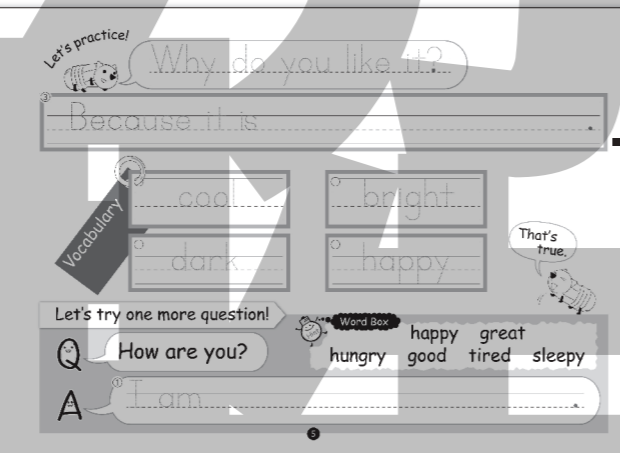 Let's practice!
Why do you like it?
③
Because it is .
Vocabulary
cool
bright
dark
happy
That's
true.
Let's try one more question!
Word Box
happy great
hungry good tired sleepy
Q
How are you?
A
①
I am .
5